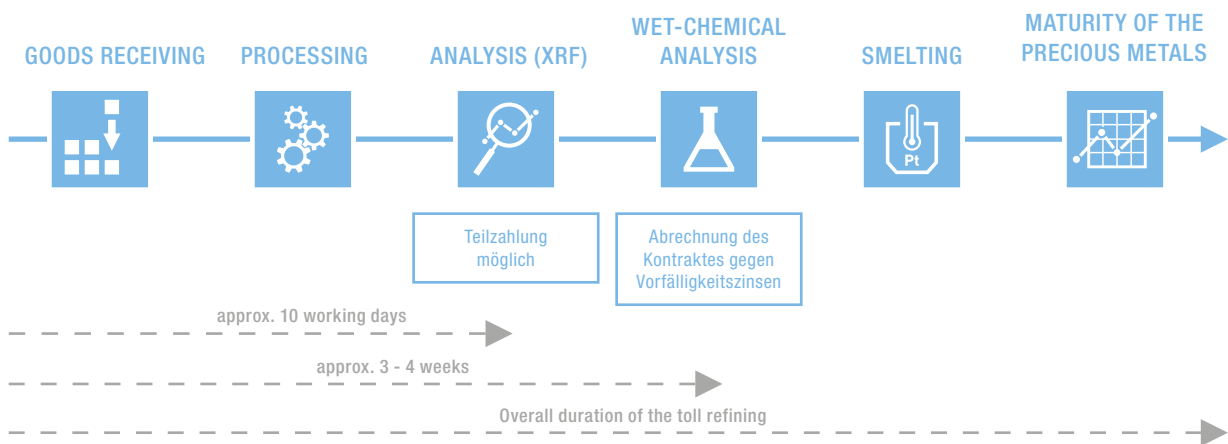 GOODS RECEIVING
PROCESSING
ANALYSIS (XRF)
WET-CHEMICAL
ANALYSIS
SMELTING
MATURITY OF THE
PRECIOUS METALS
Pt
Teilzahlung
möglich
Abrechnung des
Kontraktes gegen
Vorfälligkeitszinsen
approx. 10 working days
approx. 3 - 4 weeks
Overall duration of the toll refining